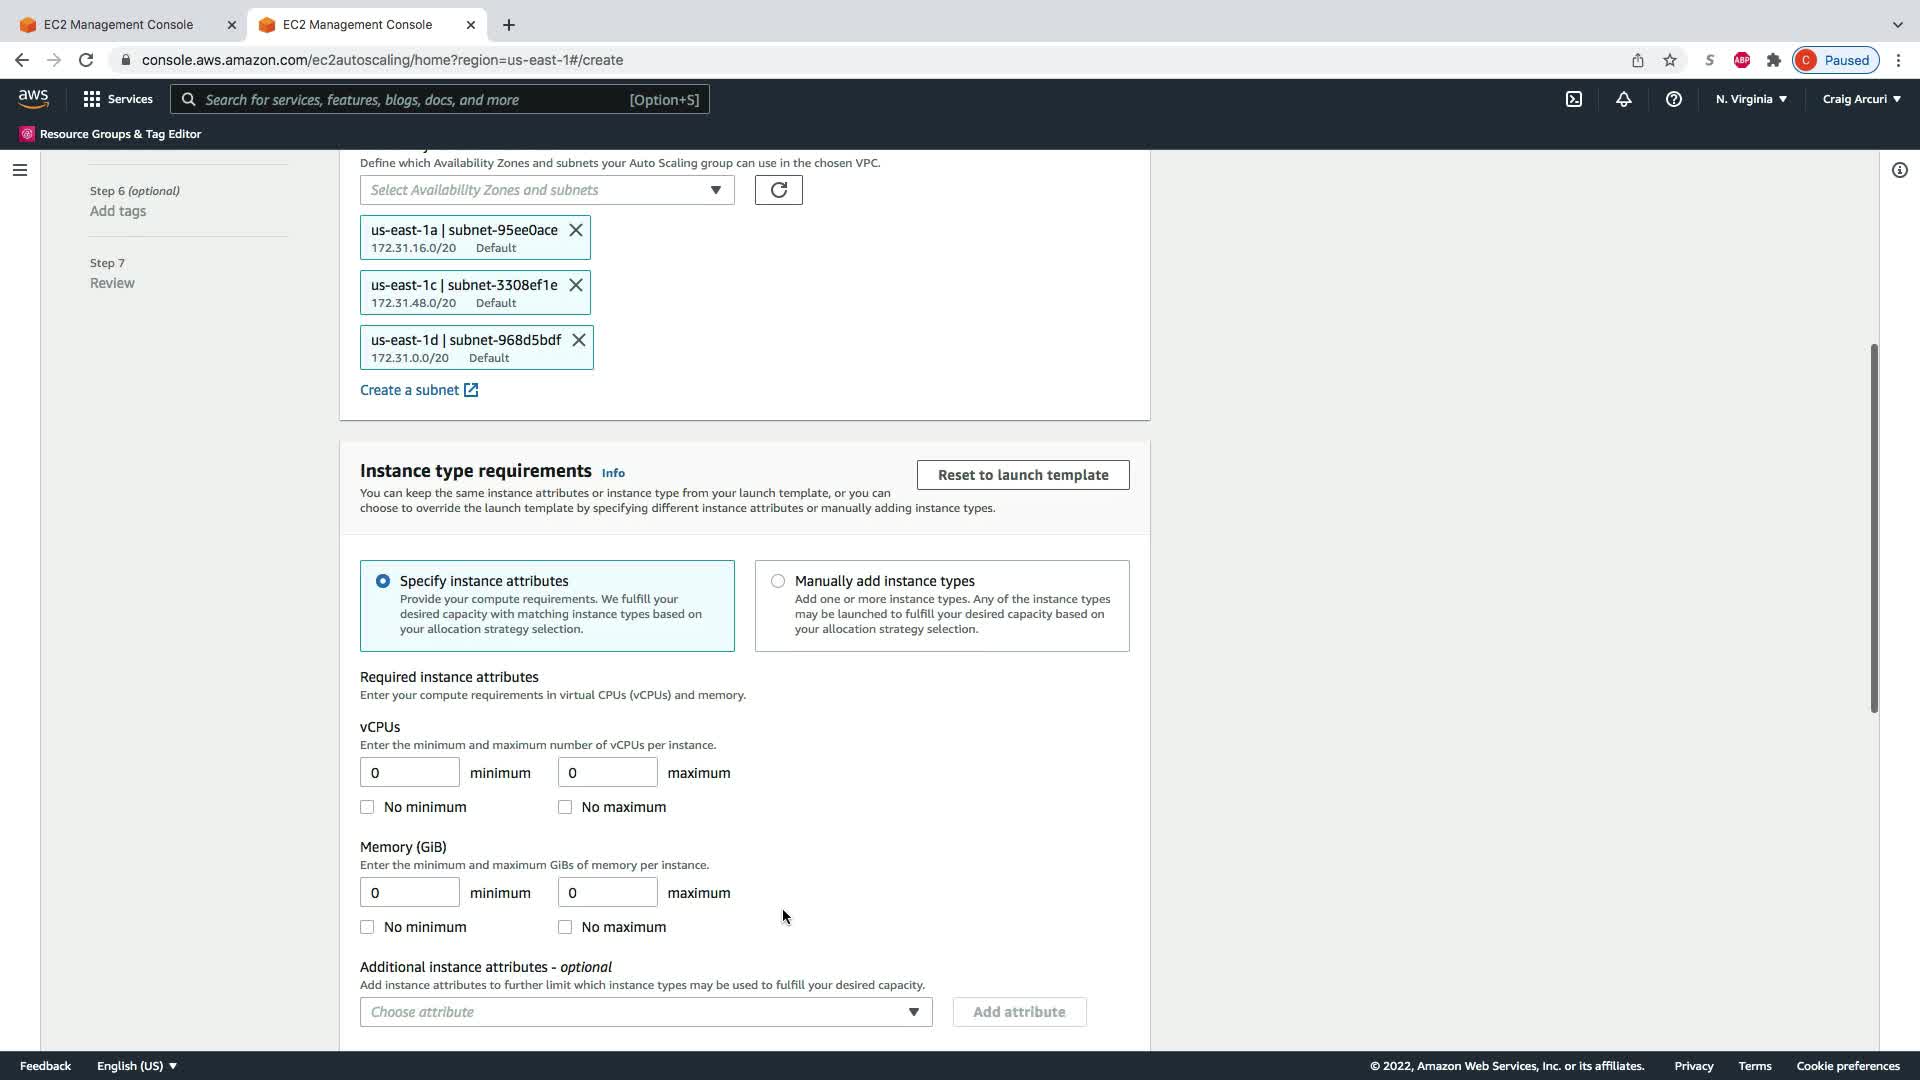 EC2 Management Console
EC2 Management Console
console.aws.amazon.com/ec2autoscaling/home?region=us-east-1#/create
S
ABP
C Paused
aws
Services
Search for services, features, blogs, docs, and more [Option+S]
N. Virginia
Craig Arcuri
Resource Groups & Tag Editor
Step 6 (optional)
Add tags
Step 7
Review
Define which Availability Zones and subnets your Auto Scaling group can use in the chosen VPC.
Select Availability Zones and subnets
us-east-1a | subnet-95ee0ace
172.31.16.0/20 Default
us-east-1c | subnet-3308ef1e
172.31.48.0/20 Default
us-east-1d | subnet-968d5bdf
172.31.0.0/20 Default
Create a subnet
Instance type requirements Info
Reset to launch template
You can keep the same instance attributes or instance type from your launch template, or you can
choose to override the launch template by specifying different instance attributes or manually adding instance types.
Specify instance attributes
Provide your compute requirements. We fulfill your
desired capacity with matching instance types based on
your allocation strategy selection.
Manually add instance types
Add one or more instance types. Any of the instance types
may be launched to fulfill your desired capacity based on
your allocation strategy selection.
Required instance attributes
Enter your compute requirements in virtual CPUs (vCPUs) and memory.
vCPUs
Enter the minimum and maximum number of vCPUs per instance.
0 minimum 0 maximum
No minimum No maximum
Memory (GiB)
Enter the minimum and maximum GiBs of memory per instance.
0 minimum 0 maximum
No minimum No maximum
Additional instance attributes - optional
Add instance attributes to further limit which instance types may be used to fulfill your desired capacity.
Choose attribute
Add attribute
Feedback English (US) © 2022, Amazon Web Services, Inc. or its affiliates. Privacy Terms Cookie preferences